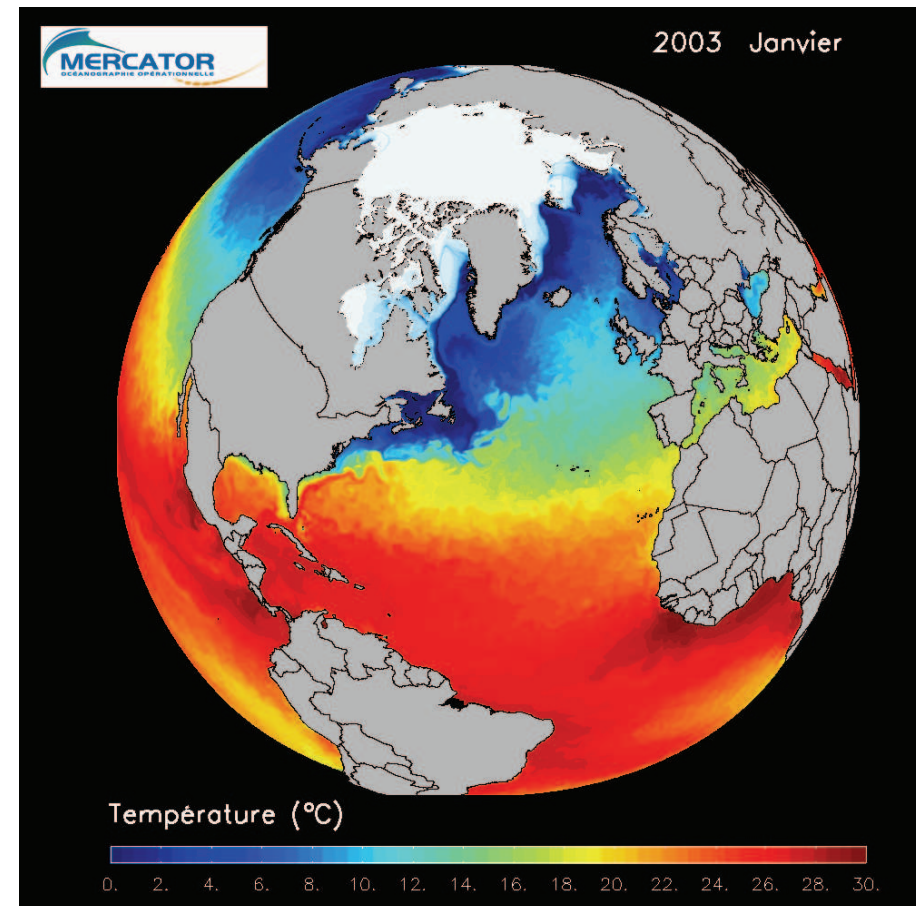 MERCATOR
OCÉANOGRAPHIE OPÉRATIONNELLE
2003 Janvier
Température (°C)
0. 2. 4. 6. 8. 10. 12. 14. 16. 18. 20. 22. 24. 26. 28. 30.